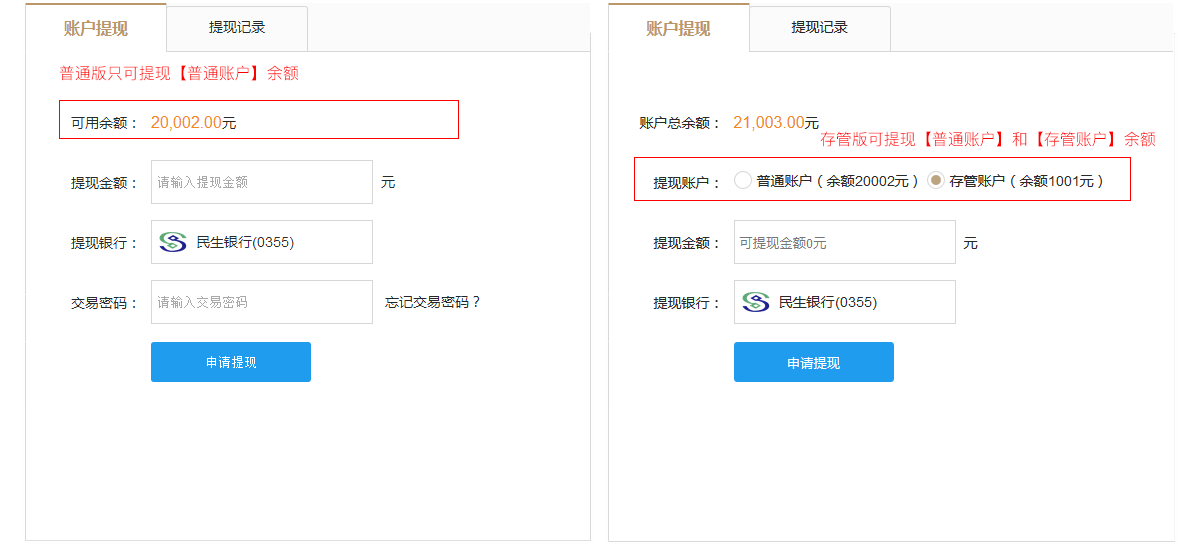 账户提现
提现记录
普通版只可提现【普通账户】余额
可用余额： 20,002.00元
提现金额： 请输入提现金额 元
提现银行： 民生银行(0355)
交易密码： 请输入交易密码 忘记交易密码？
申请提现
账户提现
提现记录
账户总余额： 21,003.00元
存管版可提现【普通账户】和【存管账户】余额
提现账户： 普通账户（余额20002元） 存管账户（余额1001元）
提现金额： 可提现金额0元 元
提现银行： 民生银行(0355)
申请提现